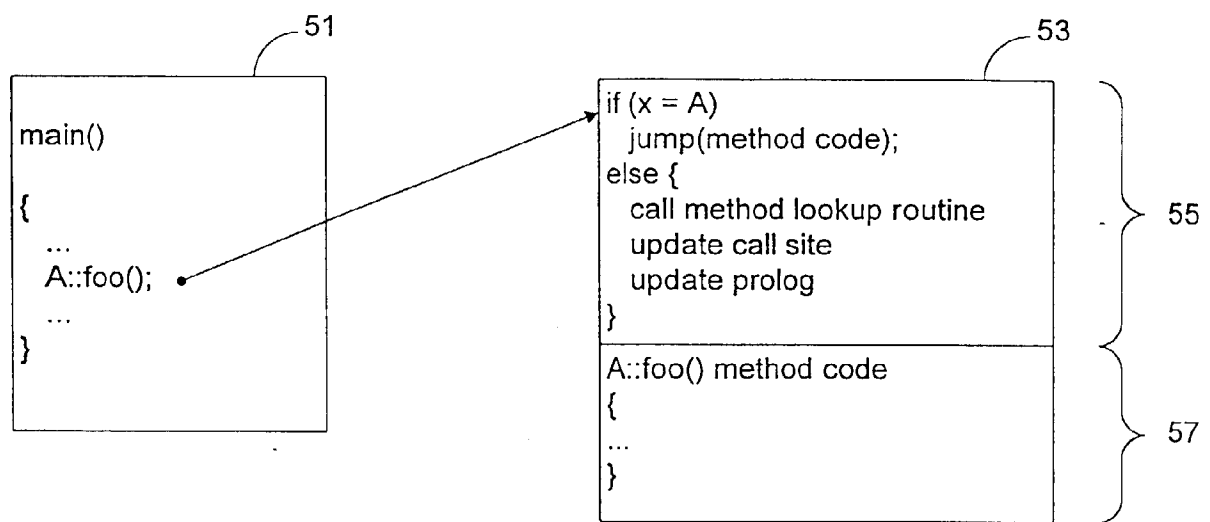 51
main()
{
...
A::foo();
...
}
53
if (x = A)
jump(method code);
else {
call method lookup routine
update call site
update prolog
}
55
A::foo() method code
{
...
}
57